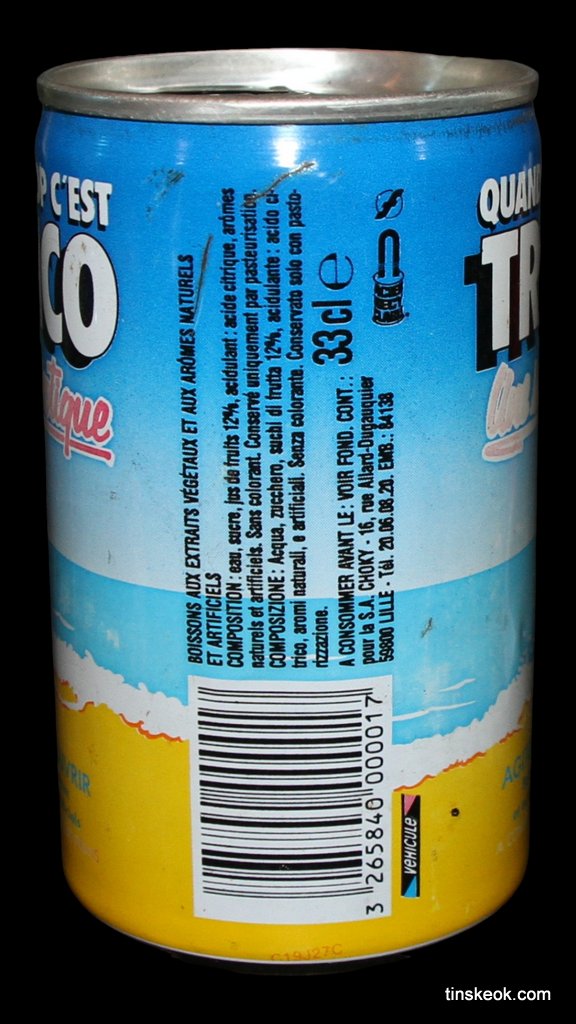 P C'EST
CO
tique
QUAN
TR
BOISSONS AUX EXTRAITS VÉGÉTAUX ET AUX ARÔMES NATURELS
ET ARTIFICIELS
COMPOSITION : eau, sucre, jus de fruits 12%, acidulant : acide citrique, arômes
naturels et artificiels. Sans colorant. Conservé uniquement par pasteurisation.
COMPOSIZIONE : Acqua, zucchero, suchi di frutta 12%, acidulante : acido ci-
trico, aromi naturali, e artificiali. Senza colorante. Conservato solo con pasto-
rizzazione.
A CONSOMMER AVANT LE : VOIR FOND. CONT. : 33 cl e
pour la S.A. CHOKY - 16, rue Allard-Dugauquier
59800 LILLE - Tél. 20.06.08.20. EMB.: 84138
3 265840 000017
VEHICULE
VRIR
AG
C19J27C
tinskeok.com